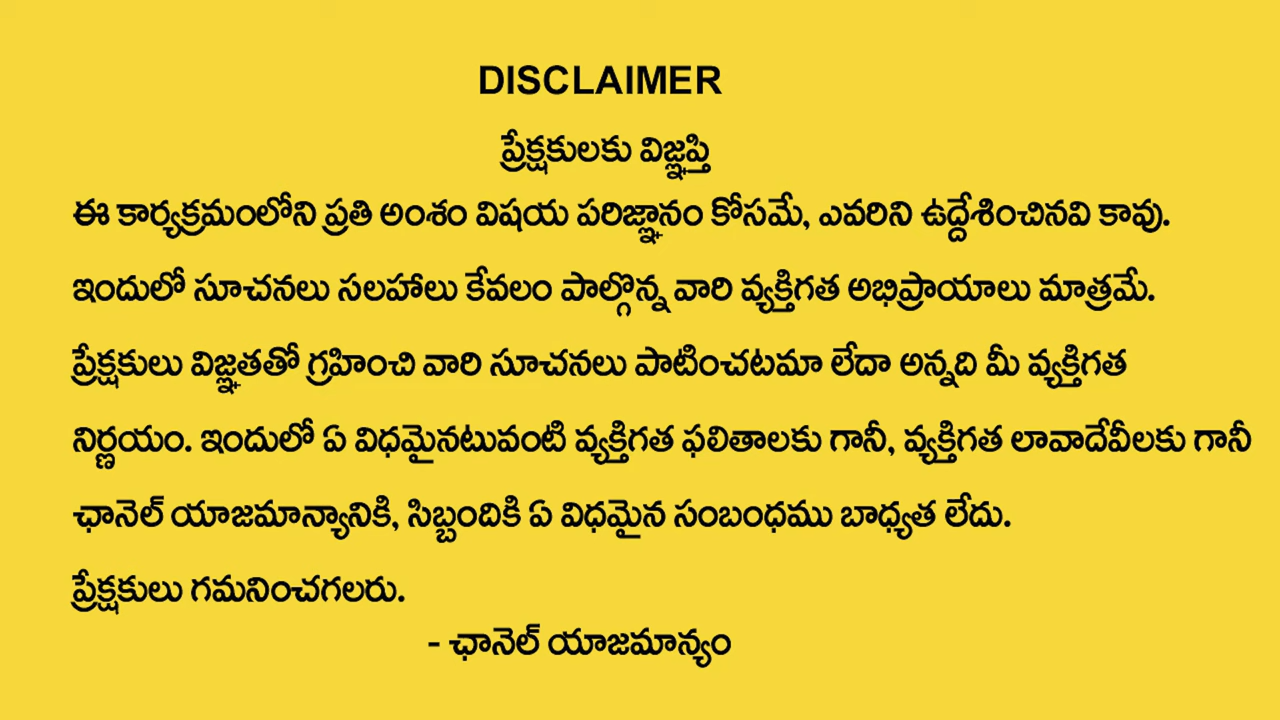 DISCLAIMER
ప్రేక్షకులకు విజ్ఞప్తి
ఈ కార్యక్రమంలోని ప్రతి అంశం విషయ పరిజ్ఞానం కోసమే, ఎవరిని ఉద్దేశించినవి కావు.
ఇందులో సూచనలు సలహాలు కేవలం పాల్గొన్న వారి వ్యక్తిగత అభిప్రాయాలు మాత్రమే.
ప్రేక్షకులు విజ్ఞతతో గ్రహించి వారి సూచనలు పాటించటమా లేదా అన్నది మీ వ్యక్తిగత
నిర్ణయం. ఇందులో ఏ విధమైనటువంటి వ్యక్తిగత ఫలితాలకు గానీ, వ్యక్తిగత లావాదేవీలకు గానీ
ఛానెల్ యాజమాన్యానికి, సిబ్బందికి ఏ విధమైన సంబంధము బాధ్యత లేదు.
ప్రేక్షకులు గమనించగలరు.
- ఛానెల్ యాజమాన్యం